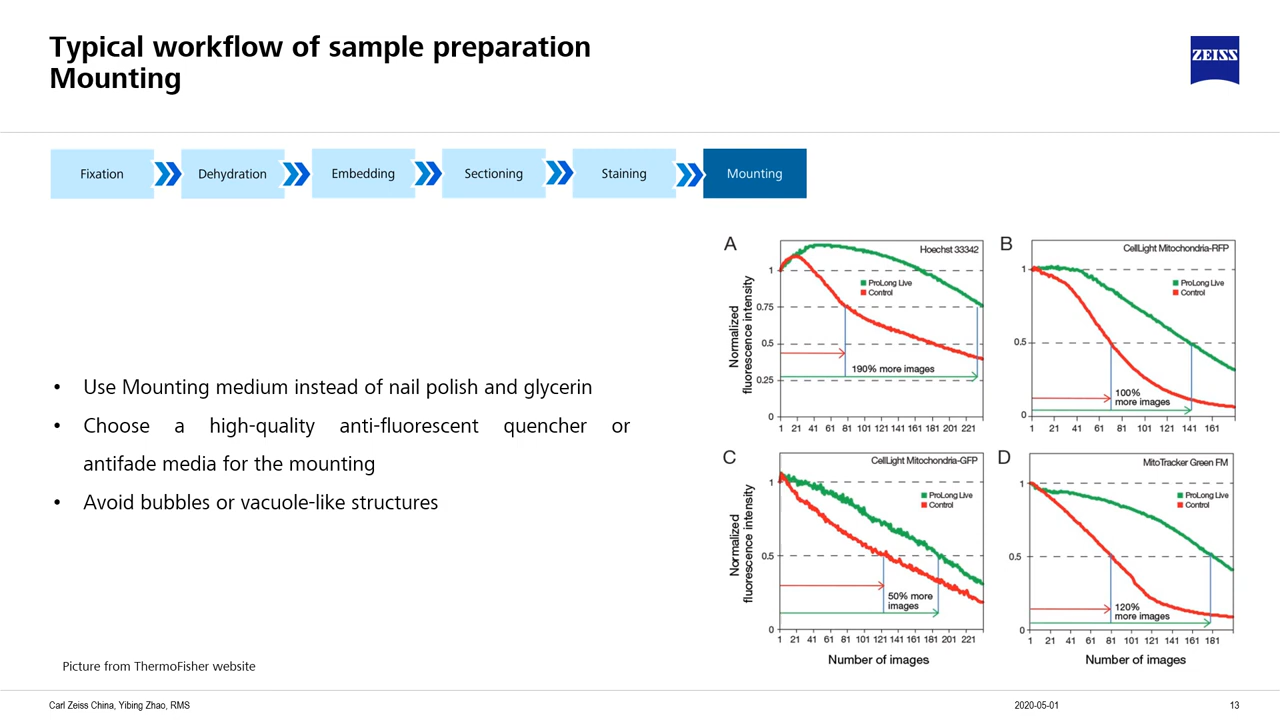 Typical workflow of sample preparation
Mounting
ZEISS
Fixation
Dehydration
Embedding
Sectioning
Staining
Mounting
• Use Mounting medium instead of nail polish and glycerin
• Choose a high-quality anti-fluorescent quencher or
antifade media for the mounting
• Avoid bubbles or vacuole-like structures
A
Hoechst 33342
Normalized
fluorescence intensity
1
0.75
0.5
0.25
0
ProLong Live
Control
190% more images
1 21 41 61 81 101 121 141 161 181 201 221
B
CellLight Mitochondria-RFP
1
0.5
0
ProLong Live
Control
100%
more images
1 21 41 61 81 101 121 141 161
C
CellLight Mitochondria-GFP
Normalized
fluorescence intensity
1
0.5
0
ProLong Live
Control
50% more
images
1 21 41 61 81 101 121 141 161 181 201 221
Number of images
D
MitoTracker Green FM
1
0.5
0
ProLong Live
Control
120%
more images
1 21 41 61 81 101 121 141 161 181
Number of images
Picture from ThermoFisher website
Carl Zeiss China, Yibing Zhao, RMS
2020-05-01
13